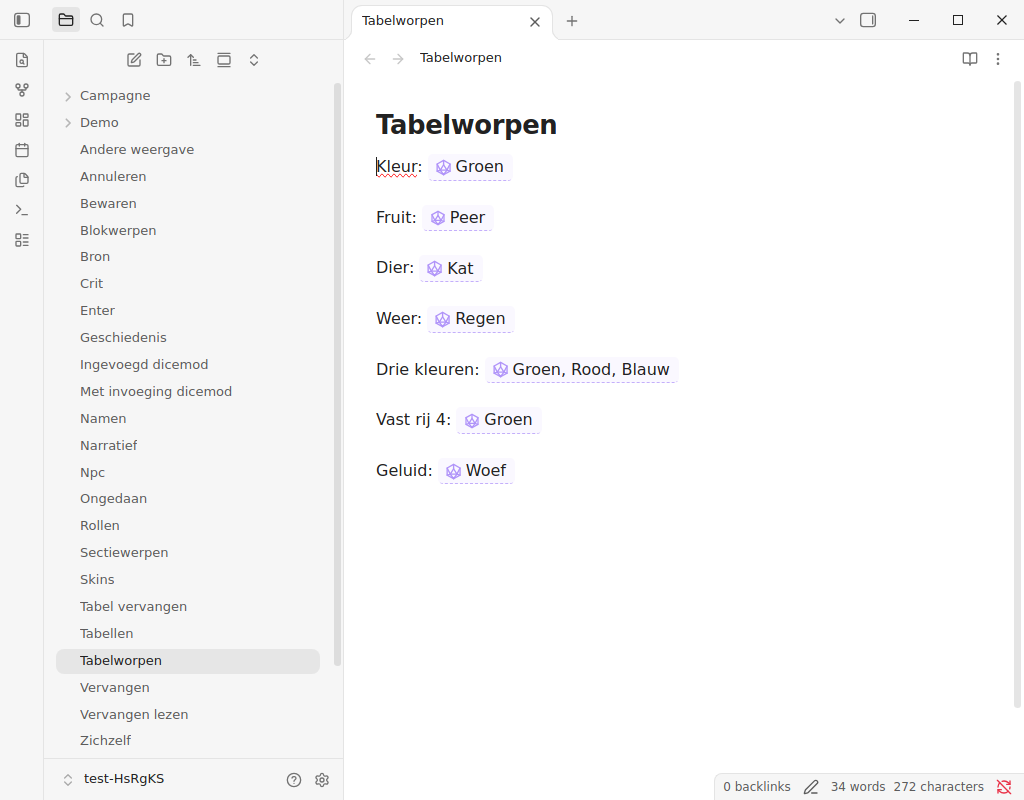 Tabelworpen
Tabelworpen
Campagne
Demo
Andere weergave
Annuleren
Bewaren
Blokwerpen
Bron
Crit
Enter
Geschiedenis
Ingevoegd dicemod
Met invoeging dicemod
Namen
Narratief
Npc
Ongedaan
Rollen
Sectiewerpen
Skins
Tabel vervangen
Tabellen
Tabelworpen
Vervangen
Vervangen lezen
Zichzelf
test-HsRgKS
Tabelworpen
Kleur: Groen
Fruit: Peer
Dier: Kat
Weer: Regen
Drie kleuren: Groen, Rood, Blauw
Vast rij 4: Groen
Geluid: Woef
0 backlinks 34 words 272 characters